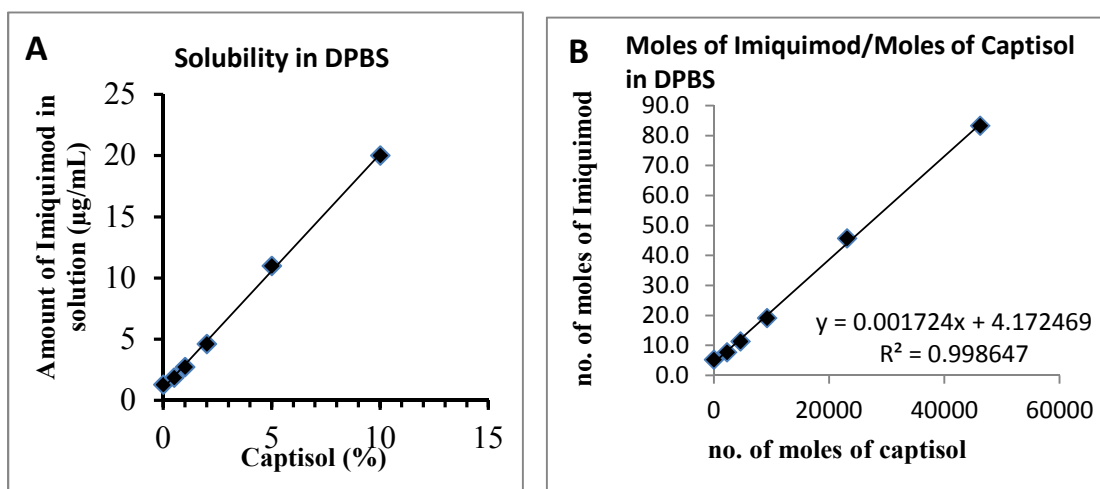 A
Solubility in DPBS
Amount of Imiquimod in
solution (µg/mL)
25
20
15
10
5
0
0
5
10
15
Captisol (%)
B
Moles of Imiquimod/Moles of Captisol
in DPBS
no. of moles of Imiquimod
90.0
80.0
70.0
60.0
50.0
40.0
30.0
20.0
10.0
0.0
y = 0.001724x + 4.172469
R² = 0.998647
0
20000
40000
60000
no. of moles of captisol